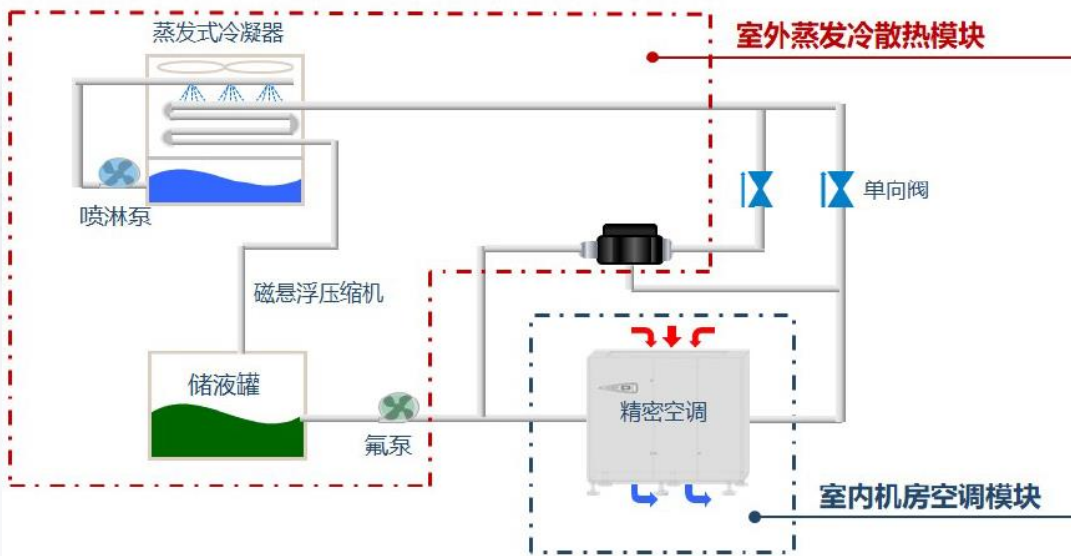 蒸发式冷凝器
室外蒸发冷散热模块
喷淋泵
单向阀
磁悬浮压缩机
储液罐
氟泵
精密空调
室内机房空调模块